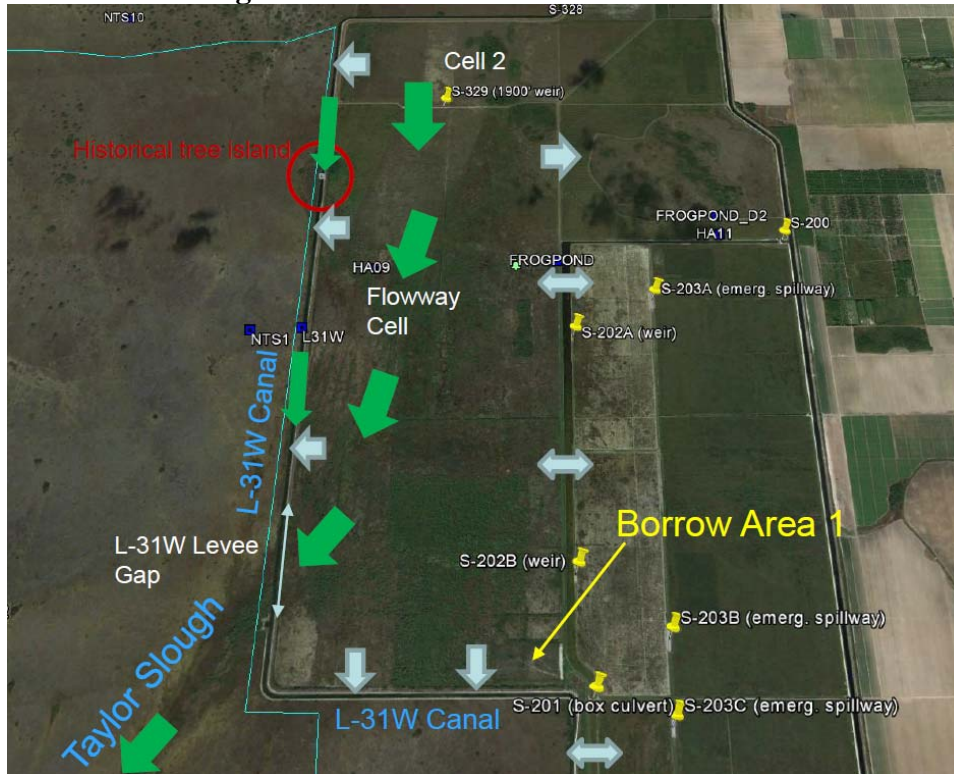 NTS10
S-328
Cell 2
S-329 (1900' weir)
Historical tree island
FROGPOND_D2
HA11
S-200
HA09
FROGPOND
Flowway
Cell
S-203A (emerg. spillway)
S-202A (weir)
NTS1
L31W
L-31W Canal
L-31W Levee
Gap
Borrow Area 1
S-202B (weir)
S-203B (emerg. spillway)
Taylor Slough
L-31W Canal
S-201 (box culvert)
S-203C (emerg. spillway)